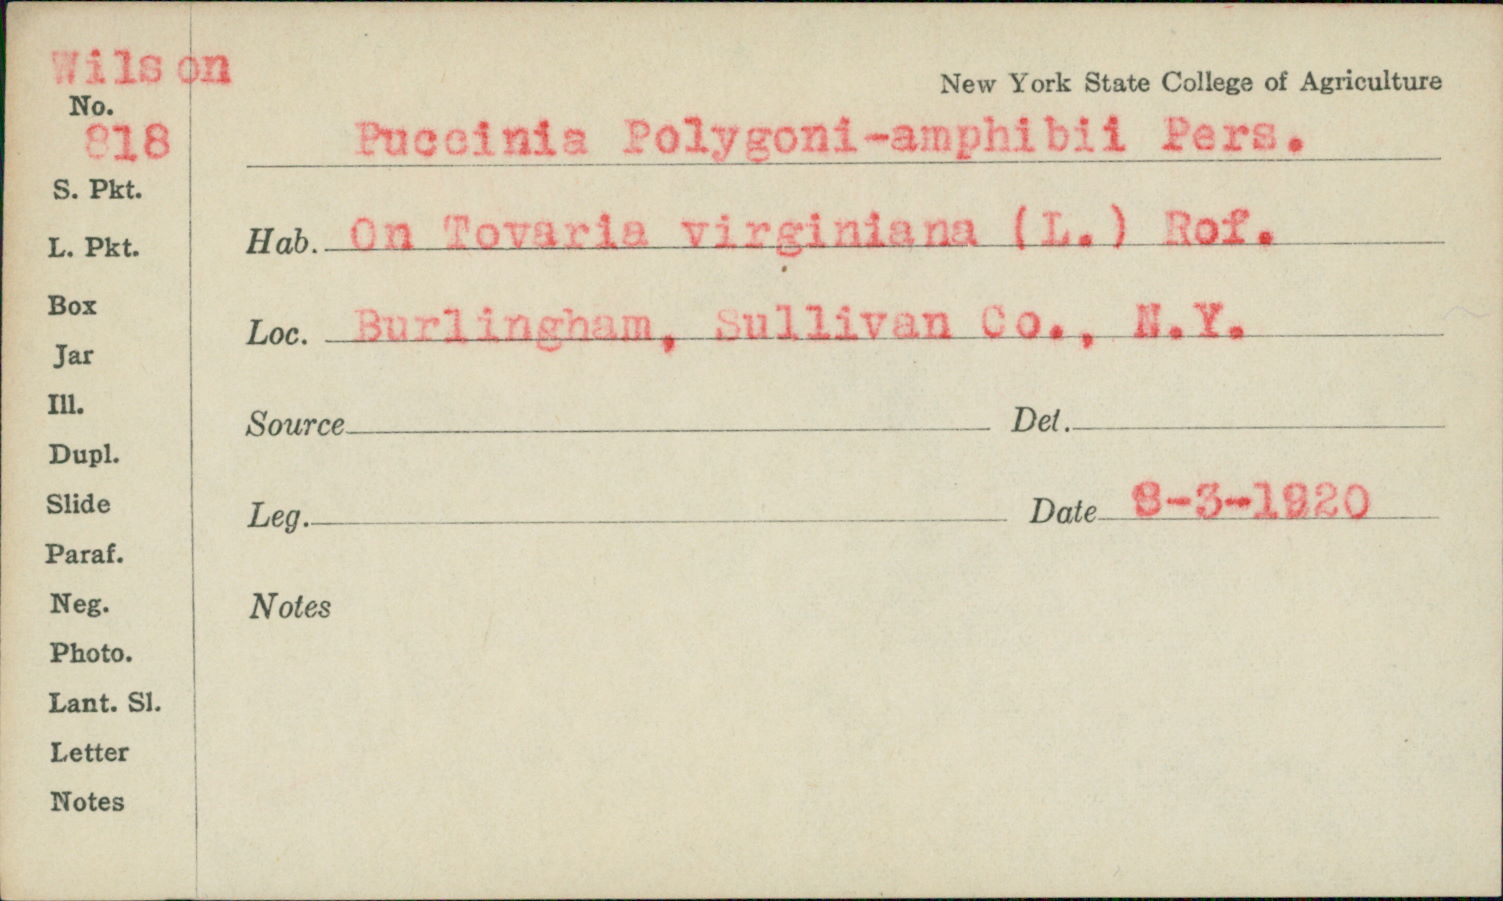 Wilson
New York State College of Agriculture
No.
818
Puccinia Polygoni-amphibii Pers.
S. Pkt.
Hab. On Tovaria virginiana (L.) Rof.
L. Pkt.
Box
Loc. Burlingham, Sullivan Co., N.Y.
Jar
Ill.
Source Det.
Dupl.
Slide
Leg. Date 8-3-1920
Paraf.
Neg.
Notes
Photo.
Lant. Sl.
Letter
Notes